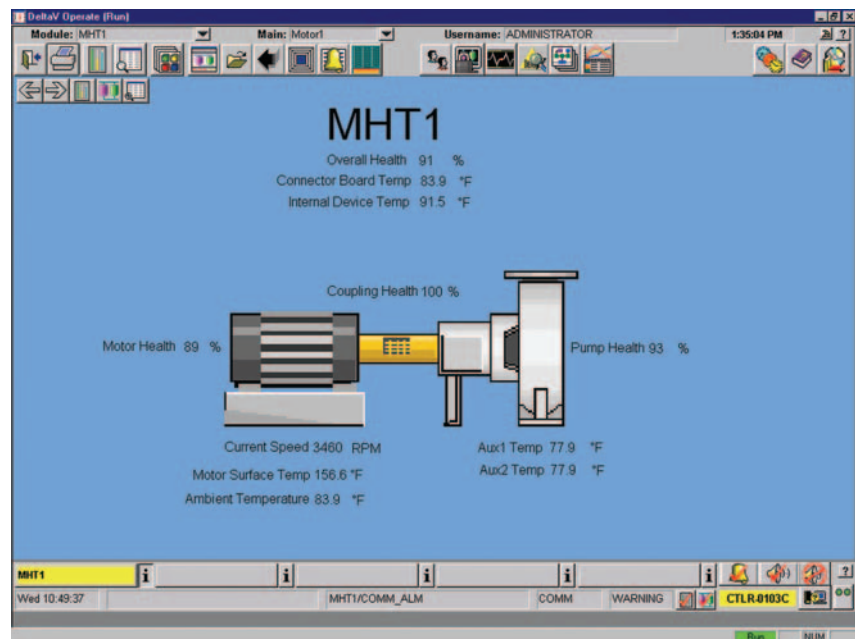 DeltaV Operate (Run)
Module: MHT1 Main: Motor1 Username: ADMINISTRATOR 1:35:04 PM ?
MHT1
Overall Health 91 %
Connector Board Temp 83.9 °F
Internal Device Temp 91.5 °F
Coupling Health 100 %
Motor Health 89 % Pump Health 93 %
Current Speed 3460 RPM Aux1 Temp 77.9 °F
Motor Surface Temp 156.6 °F Aux2 Temp 77.9 °F
Ambient Temperature 83.9 °F
MHT1 i i i i i ?
Wed 10:49:37 MHT1/COMM_ALM COMM WARNING CTLR-0103C
Run NUM